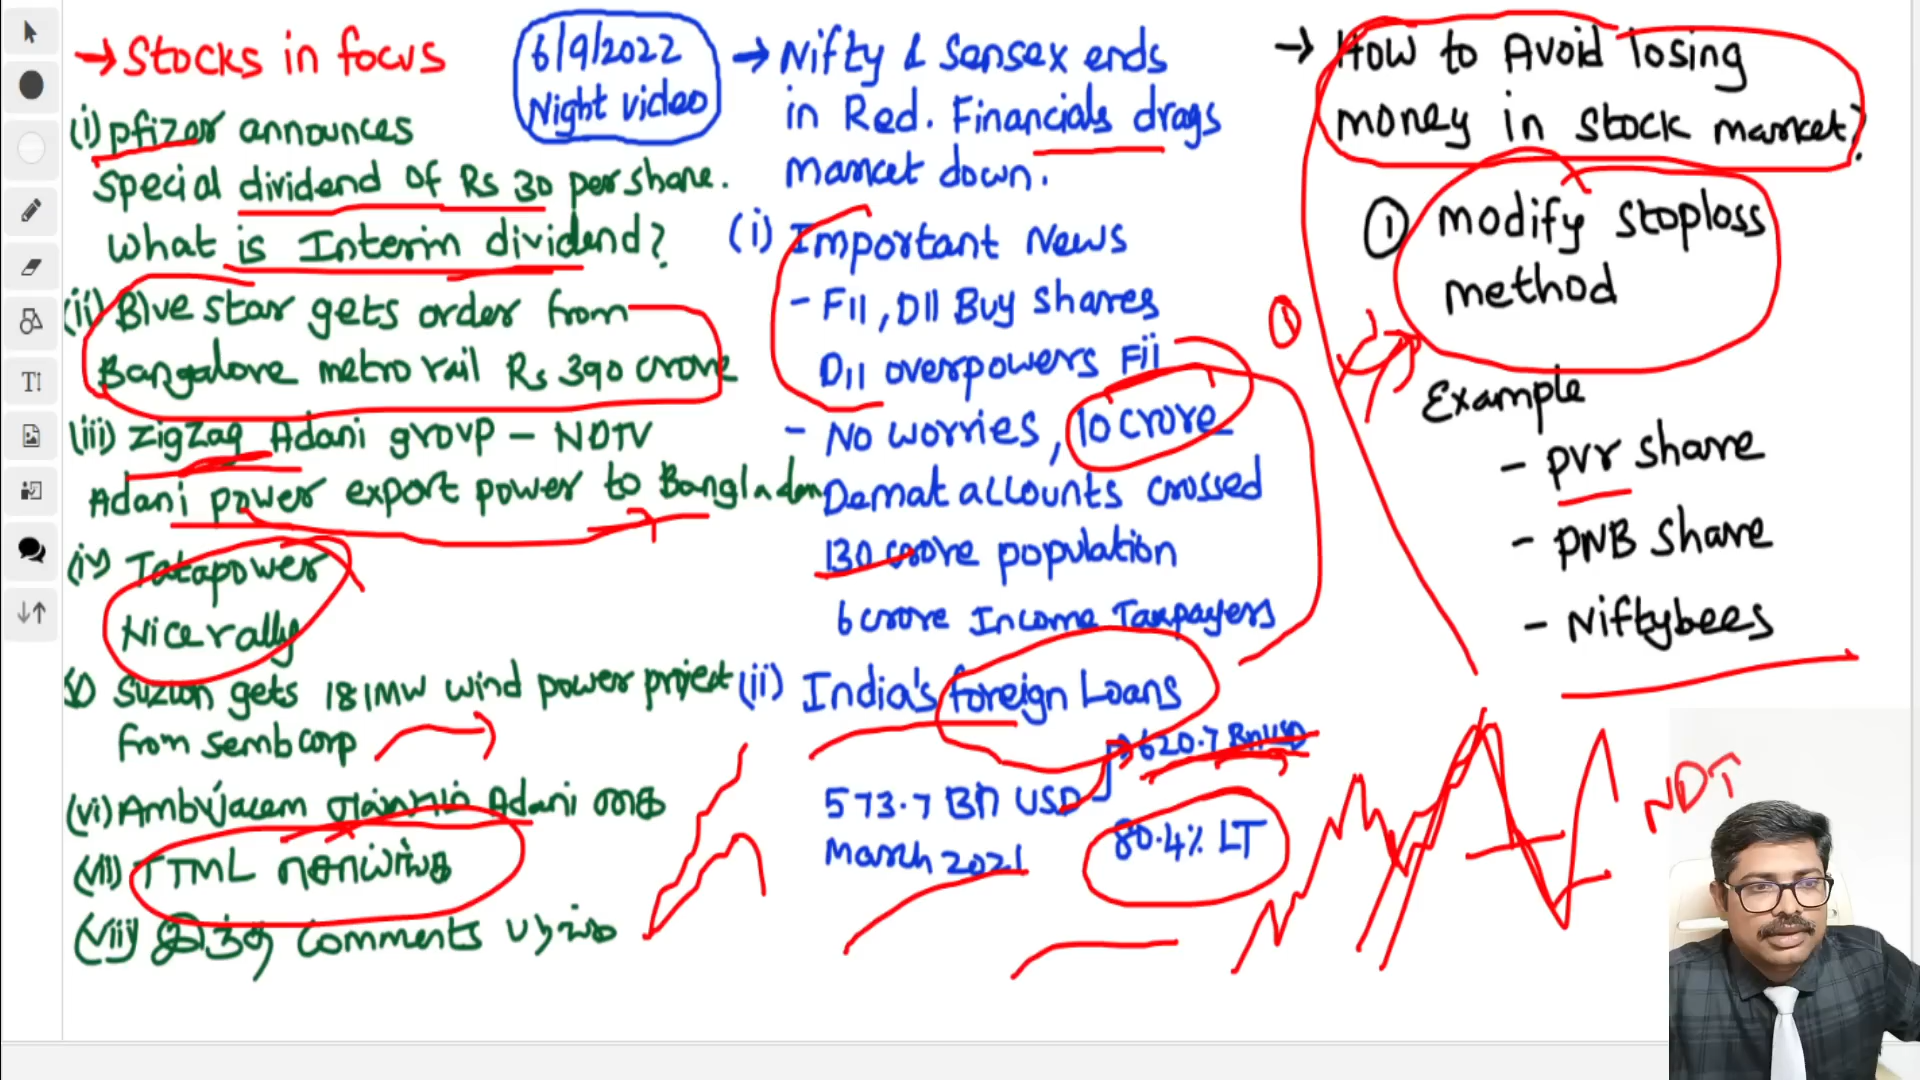 → Stocks in focus
(i) Pfizer announces
special dividend of Rs 30 per share.
What is Interim dividend?
(ii) Blue star gets order from
Bangalore metro rail Rs 390 crore
(iii) zigzag Adani group – NDTV
Adani power export power to
(iv) Tatapower
Nice rally
(v) Suzlon gets 181MW wind power project
from Sembcorp
(vi) Adani
(vii) TTML
(viii) இந்த comments
6/9/2022
Night video
→ Nifty & Sensex ends
in Red. Financials drags
market down.
(i) Important News
- FII, DII Buy shares
DII overpowers Fii
- No worries, 10 crore
Demat accounts crossed
130 crore population
6 crore Income Taxpayers
(ii) India's foreign Loans
→ 620.7 Bn USD
573.7 Bn USD
March 2021
80.4% LT
→ How to Avoid losing
money in stock market?
① modify stoploss
method
①
Example
- pvr share
- PNB share
- Niftybees
NDT